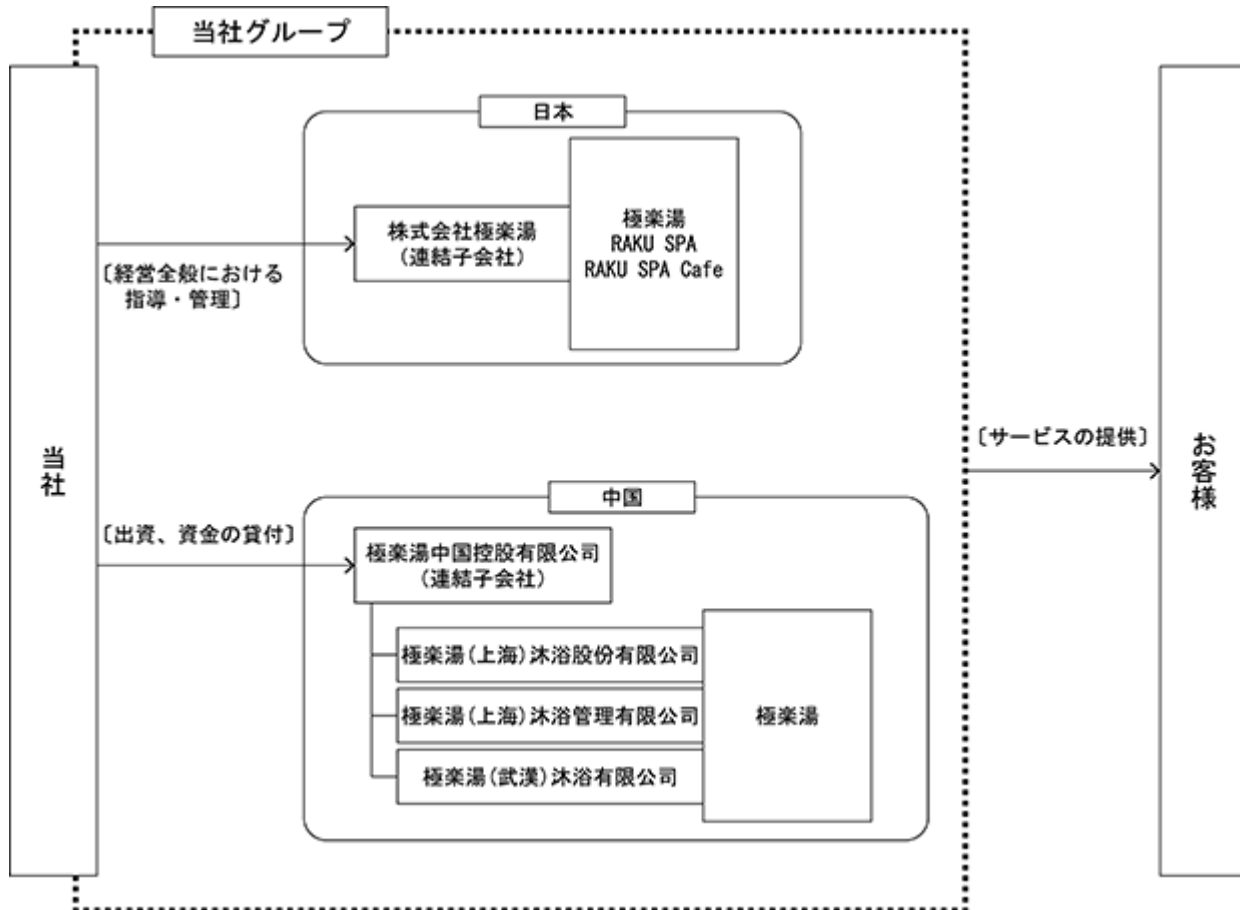 当社グループ
日本
株式会社極楽湯
（連結子会社）
極楽湯
RAKU SPA
RAKU SPA Cafe
〔経営全般における
指導・管理〕
当社
〔サービスの提供〕
お客様
中国
〔出資、資金の貸付〕
極楽湯中国控股有限公司
（連結子会社）
極楽湯(上海)沐浴股份有限公司
極楽湯(上海)沐浴管理有限公司
極楽湯
極楽湯(武漢)沐浴有限公司